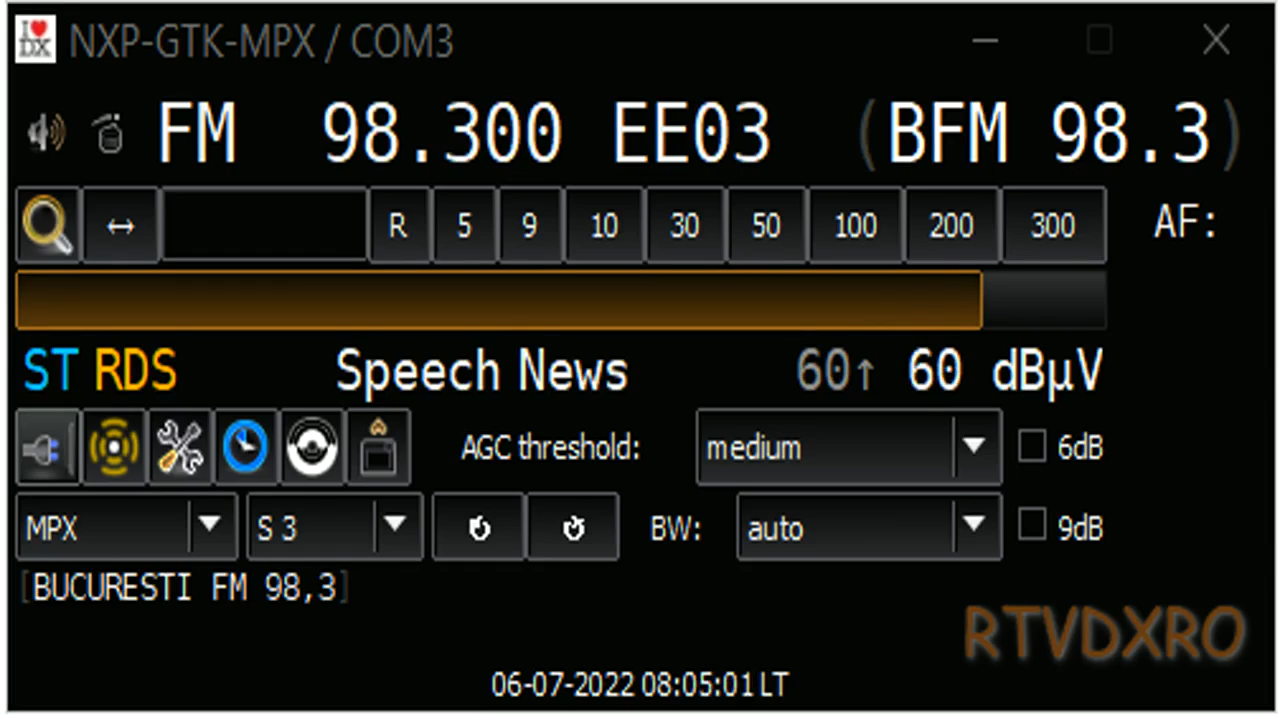 I ♥ DX NXP-GTK-MPX / COM3
FM 98.300 EE03 (BFM 98.3)
R 5 9 10 30 50 100 200 300 AF:
ST RDS Speech News 60↑ 60 dBµV
AGC threshold: medium 6dB
MPX S 3 BW: auto 9dB
[BUCURESTI FM 98,3]
RTVDXRO
06-07-2022 08:05:01 LT